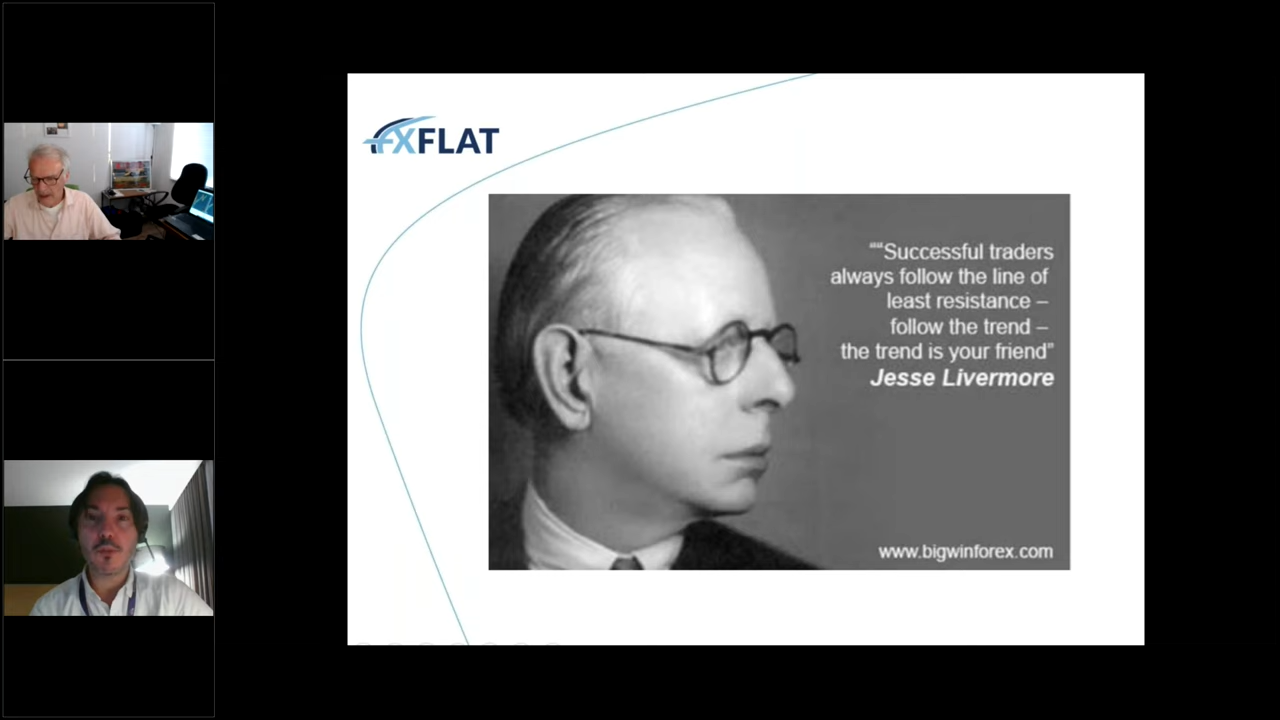 FXFLAT
““Successful traders
always follow the line of
least resistance –
follow the trend –
the trend is your friend”
Jesse Livermore
www.bigwinforex.com